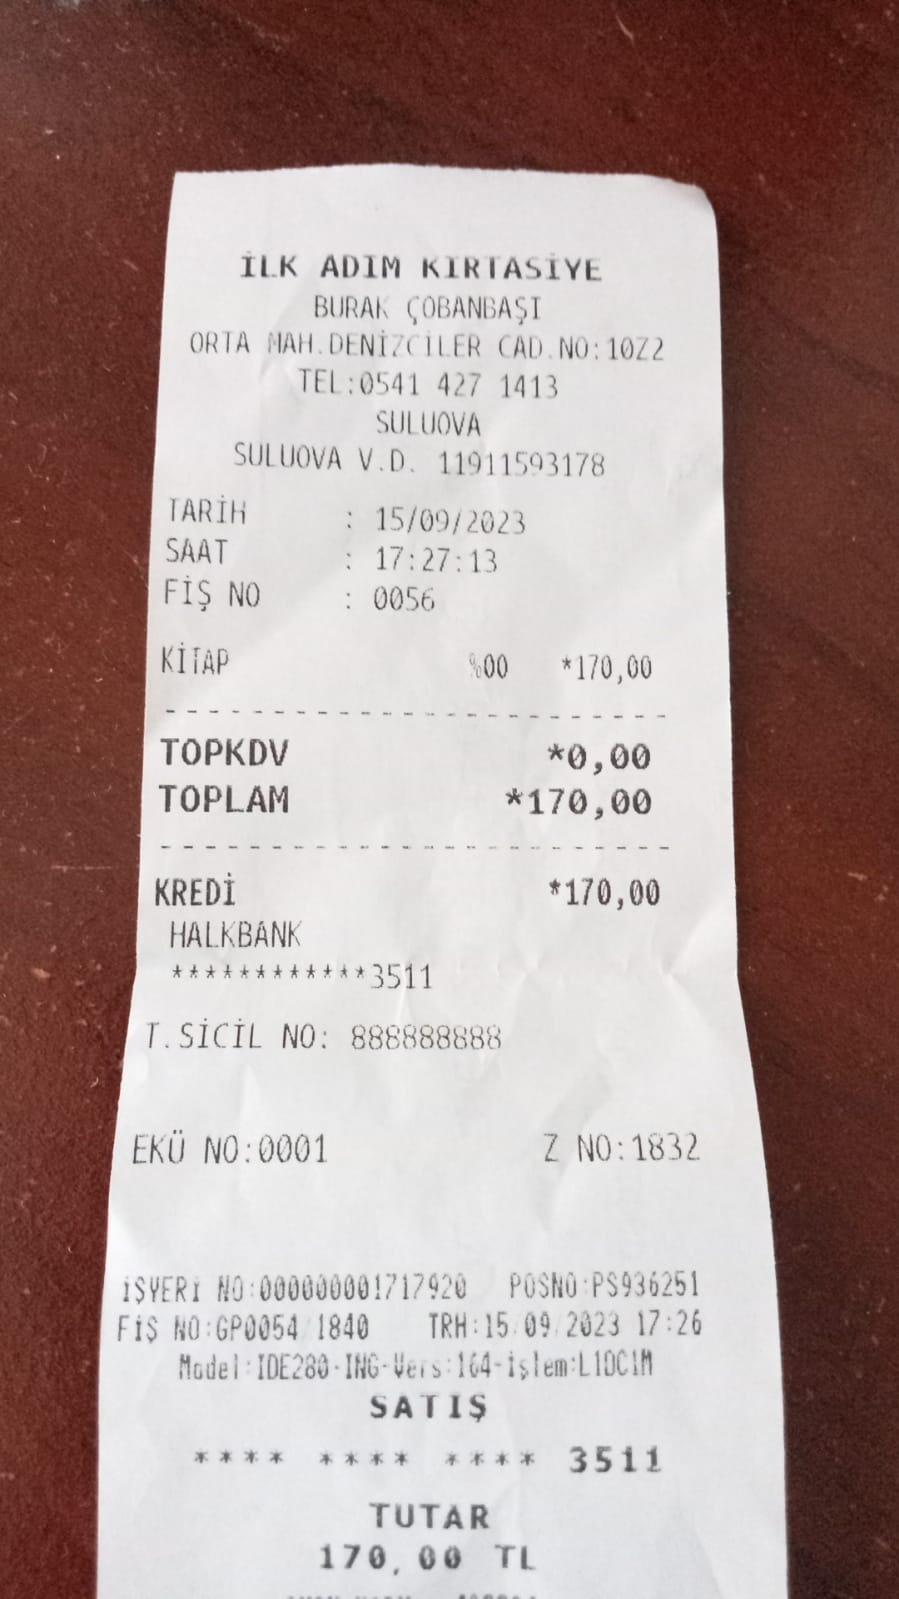 İLK ADIM KIRTASİYE
BURAK ÇOBANBAŞI
ORTA MAH.DENİZCİLER CAD.NO:10Z2
TEL:0541 427 1413
SULUOVA
SULUOVA V.D. 11911593178
TARİH : 15/09/2023
SAAT : 17:27:13
FİŞ NO : 0056
KİTAP %00 *170,00
TOPKDV *0,00
TOPLAM *170,00
KREDİ *170,00
HALKBANK
************3511
T.SİCİL NO: 888888888
EKÜ NO:0001 Z NO:1832
İŞYERİ NO:000000001717920 POSNO:PS936251
FİŞ NO:GP0054/1840 TRH:15/09/2023 17:26
Model:IDE280-ING-Vers:164-işlem:L1DC1M
SATIŞ
**** **** **** 3511
TUTAR
170,00 TL